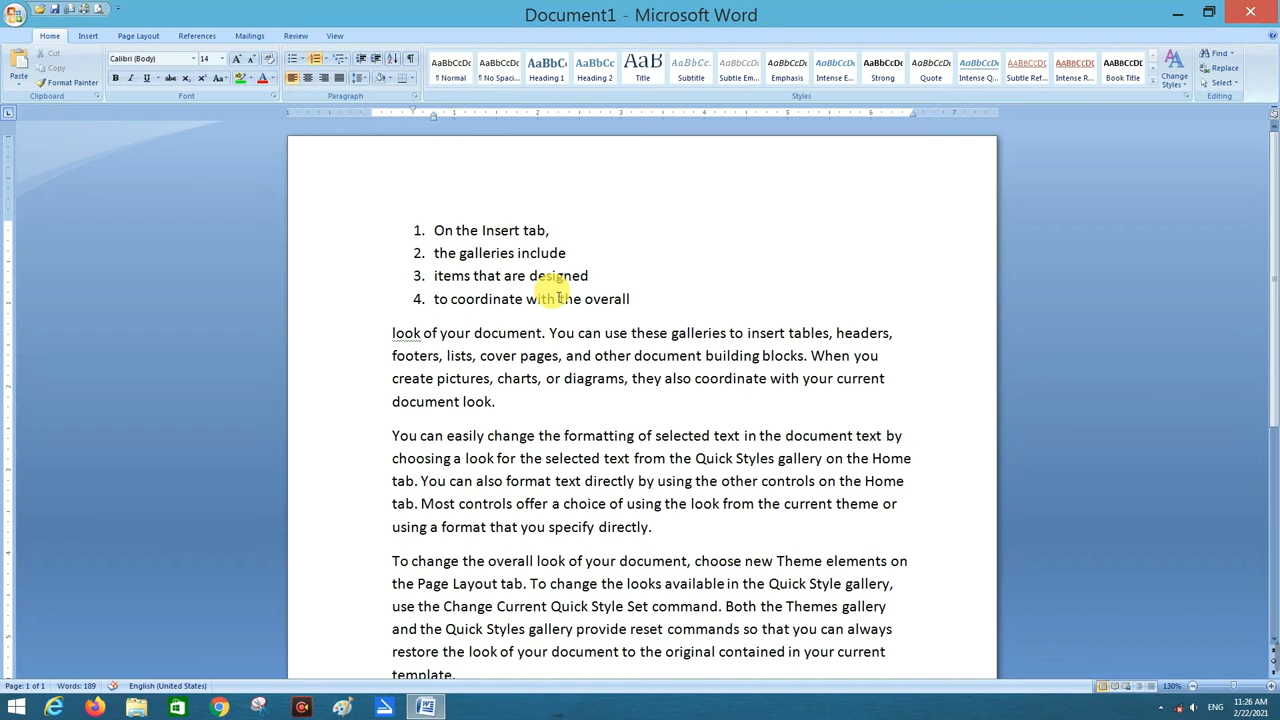 Document1 - Microsoft Word
Home Insert Page Layout References Mailings Review View
Cut
Copy
Format Painter
Paste
Clipboard
Calibri (Body) 14
Font
Paragraph
AaBbCcDc AaBbCcDc AaBbC AaBbCc AaB AaBbCc. AaBbCcDc AaBbCcDc AaBbCcDc AaBbCcDc AaBbCcDc AaBbCcDc AaBbCcDc AaBbCcDc AaBbCcDc
¶ Normal ¶ No Spaci... Heading 1 Heading 2 Title Subtitle Subtle Em... Emphasis Intense E... Strong Quote Intense Q... Subtle Ref... Intense R... Book Title
Styles
Change Styles
Find
Replace
Select
Editing
1. On the Insert tab,
2. the galleries include
3. items that are designed
4. to coordinate with the overall
look of your document. You can use these galleries to insert tables, headers,
footers, lists, cover pages, and other document building blocks. When you
create pictures, charts, or diagrams, they also coordinate with your current
document look.
You can easily change the formatting of selected text in the document text by
choosing a look for the selected text from the Quick Styles gallery on the Home
tab. You can also format text directly by using the other controls on the Home
tab. Most controls offer a choice of using the look from the current theme or
using a format that you specify directly.
To change the overall look of your document, choose new Theme elements on
the Page Layout tab. To change the looks available in the Quick Style gallery,
use the Change Current Quick Style Set command. Both the Themes gallery
and the Quick Styles gallery provide reset commands so that you can always
restore the look of your document to the original contained in your current
template.
Page: 1 of 1 Words: 189 English (United States) 130%
ENG 11:26 AM
2/22/2021